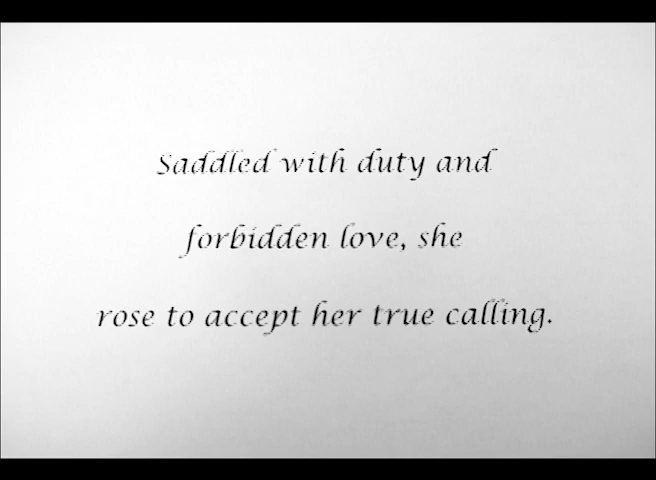 Saddled with duty and
forbidden love, she
rose to accept her true calling.